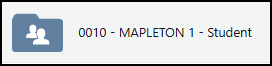 0010 - MAPLETON 1 - Student